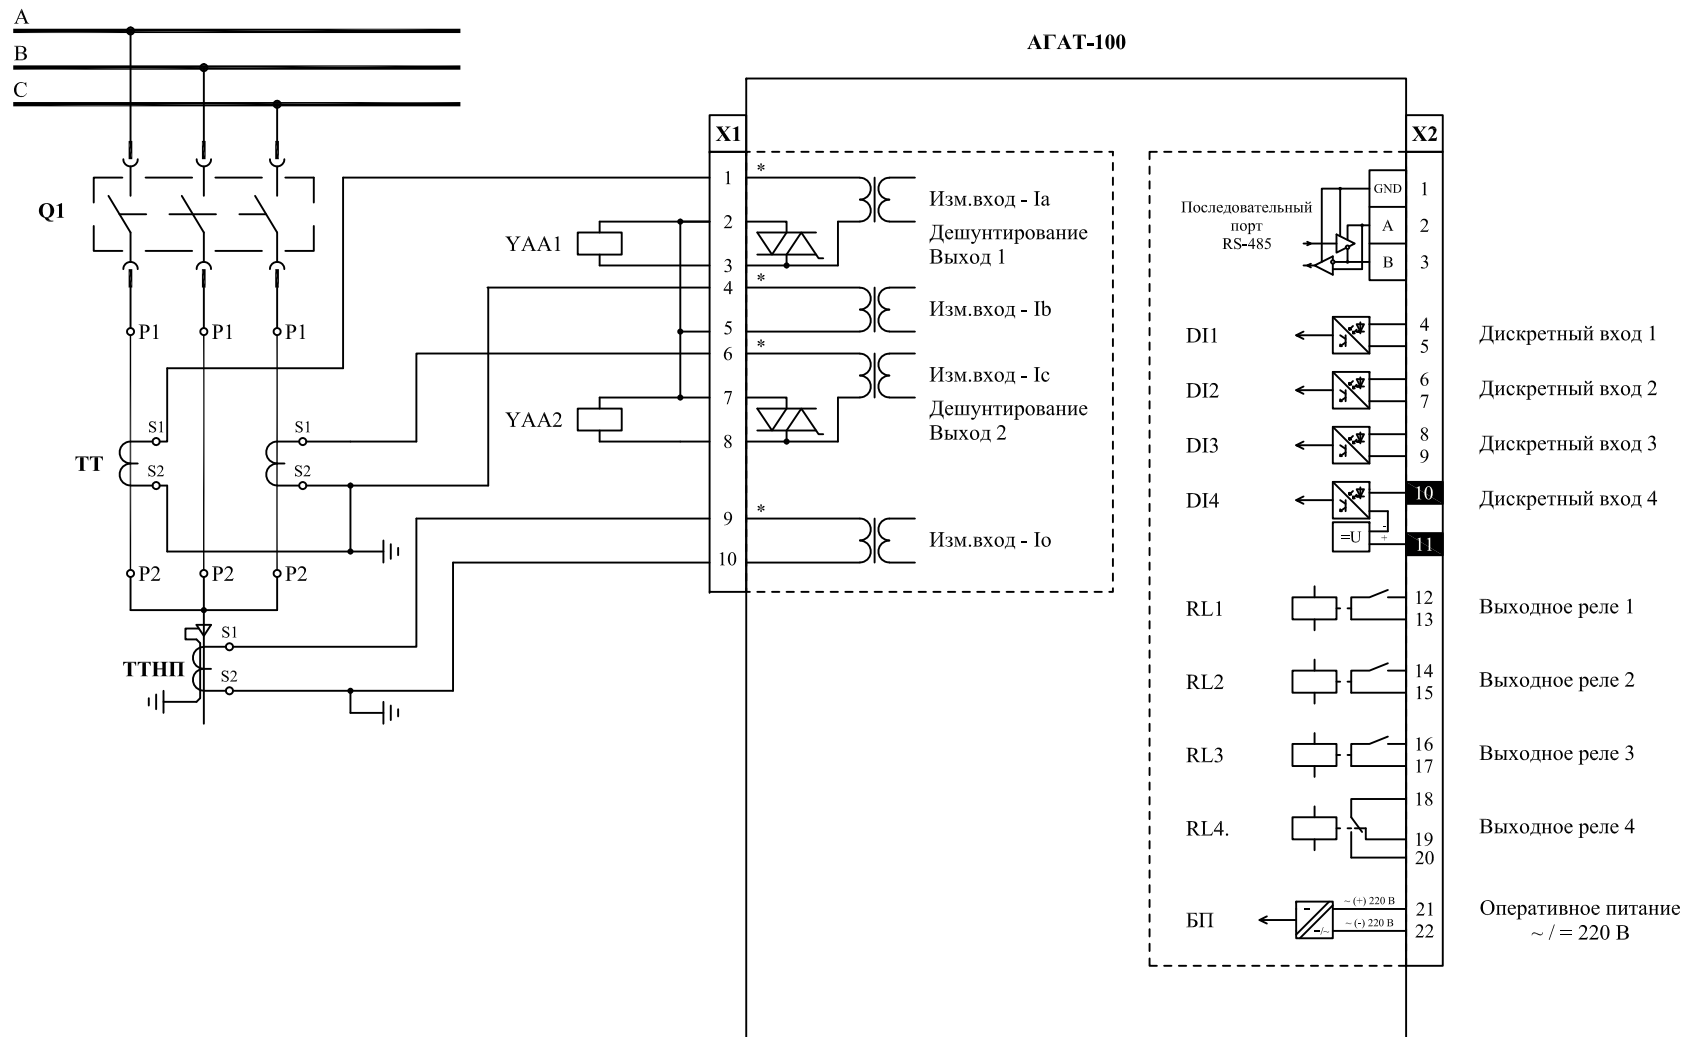 A
B
C
АГАТ-100
Q1
P1
P1
P1
S1
S2
S1
S2
ТТ
P2
P2
P2
S1
S2
ТТНП
YAA1
YAA2
X1
1
2
3
4
5
6
7
8
9
10
*
*
*
*
Изм.вход - Ia
Дешунтирование
Выход 1
Изм.вход - Ib
Изм.вход - Ic
Дешунтирование
Выход 2
Изм.вход - Io
X2
Последовательный
порт
RS-485
GND
A
B
1
2
3
DI1
4
5
Дискретный вход 1
DI2
6
7
Дискретный вход 2
DI3
8
9
Дискретный вход 3
DI4
10
Дискретный вход 4
=U
-
+
11
RL1
12
13
Выходное реле 1
RL2
14
15
Выходное реле 2
RL3
16
17
Выходное реле 3
RL4.
18
19
20
Выходное реле 4
БП
-
-/~
~ (+) 220 В
~ (-) 220 В
21
22
Оперативное питание
~ / = 220 В